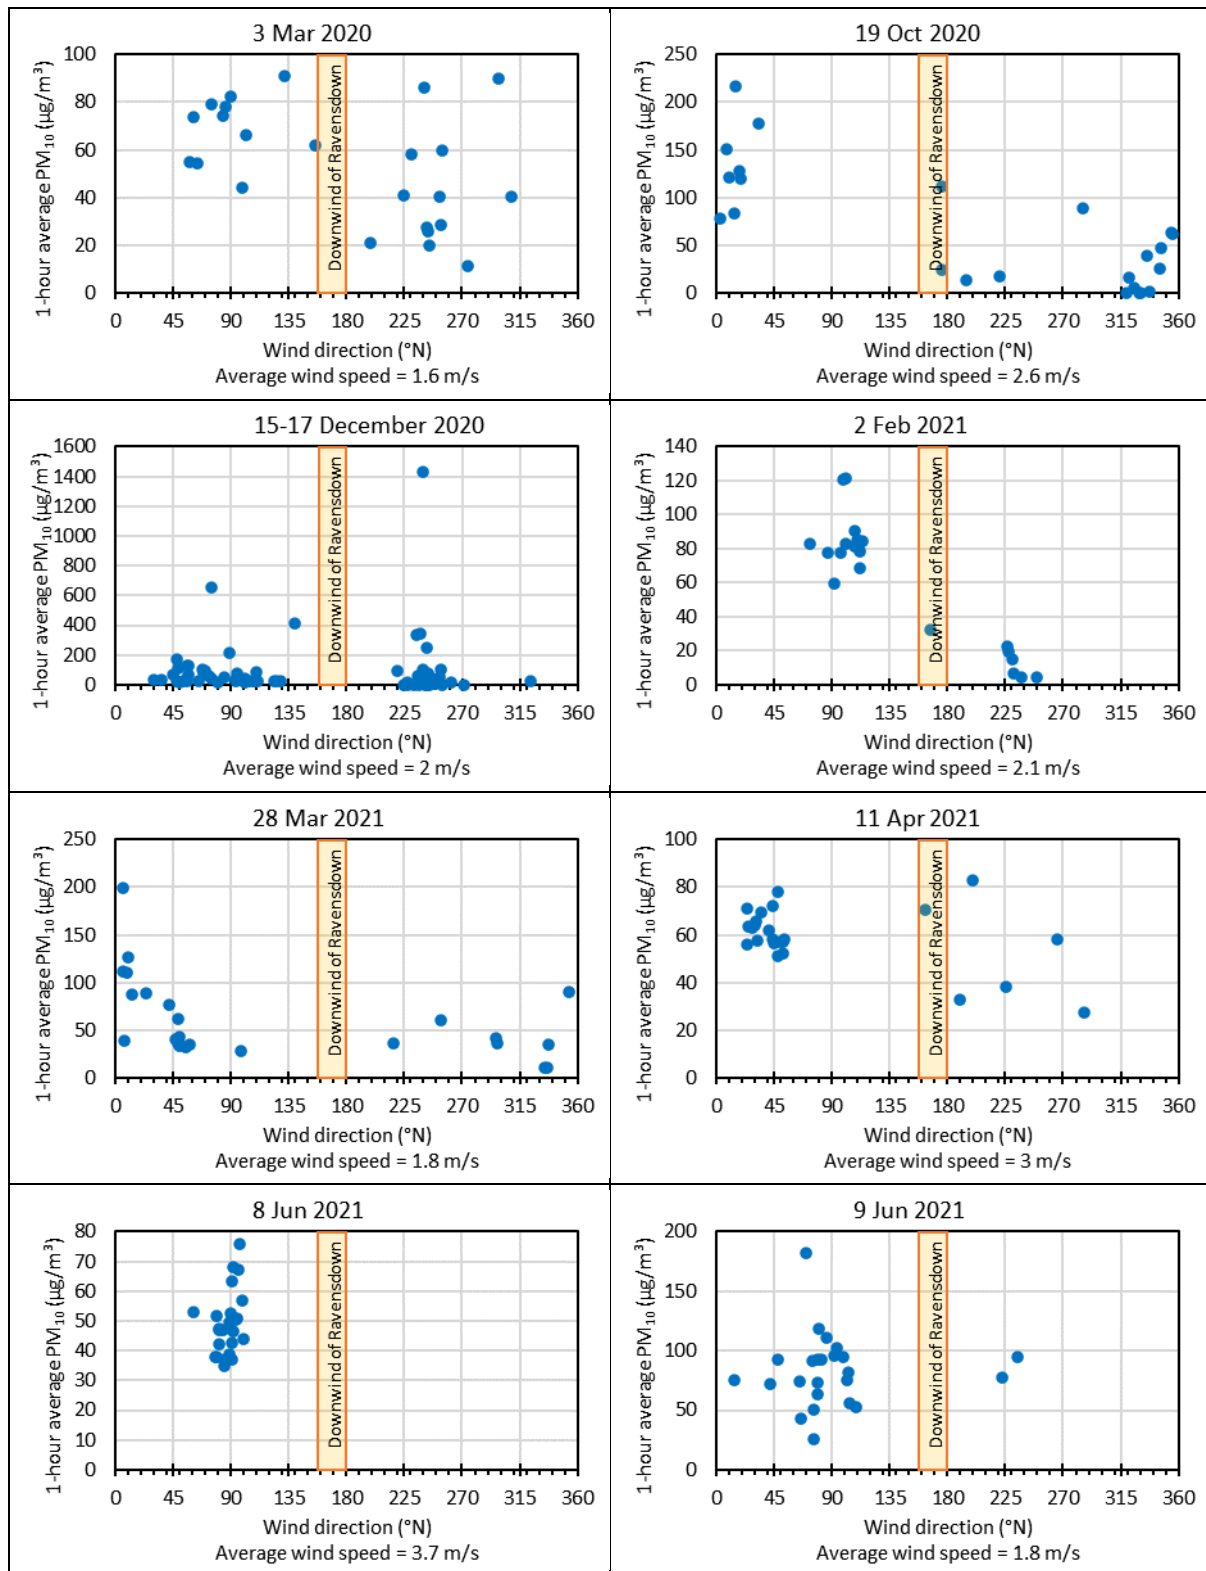 3 Mar 2020
1-hour average PM₁₀ (µg/m³)
100
80
60
40
20
0
Downwind of Ravensdown
0 45 90 135 180 225 270 315 360
Wind direction (°N)
Average wind speed = 1.6 m/s
19 Oct 2020
1-hour average PM₁₀ (µg/m³)
250
200
150
100
50
0
Downwind of Ravensdown
0 45 90 135 180 225 270 315 360
Wind direction (°N)
Average wind speed = 2.6 m/s
15-17 December 2020
1-hour average PM₁₀ (µg/m³)
1600
1400
1200
1000
800
600
400
200
0
Downwind of Ravensdown
0 45 90 135 180 225 270 315 360
Wind direction (°N)
Average wind speed = 2 m/s
2 Feb 2021
1-hour average PM₁₀ (µg/m³)
140
120
100
80
60
40
20
0
Downwind of Ravensdown
0 45 90 135 180 225 270 315 360
Wind direction (°N)
Average wind speed = 2.1 m/s
28 Mar 2021
1-hour average PM₁₀ (µg/m³)
250
200
150
100
50
0
Downwind of Ravensdown
0 45 90 135 180 225 270 315 360
Wind direction (°N)
Average wind speed = 1.8 m/s
11 Apr 2021
1-hour average PM₁₀ (µg/m³)
100
80
60
40
20
0
Downwind of Ravensdown
0 45 90 135 180 225 270 315 360
Wind direction (°N)
Average wind speed = 3 m/s
8 Jun 2021
1-hour average PM₁₀ (µg/m³)
80
70
60
50
40
30
20
10
0
Downwind of Ravensdown
0 45 90 135 180 225 270 315 360
Wind direction (°N)
Average wind speed = 3.7 m/s
9 Jun 2021
1-hour average PM₁₀ (µg/m³)
200
150
100
50
0
Downwind of Ravensdown
0 45 90 135 180 225 270 315 360
Wind direction (°N)
Average wind speed = 1.8 m/s